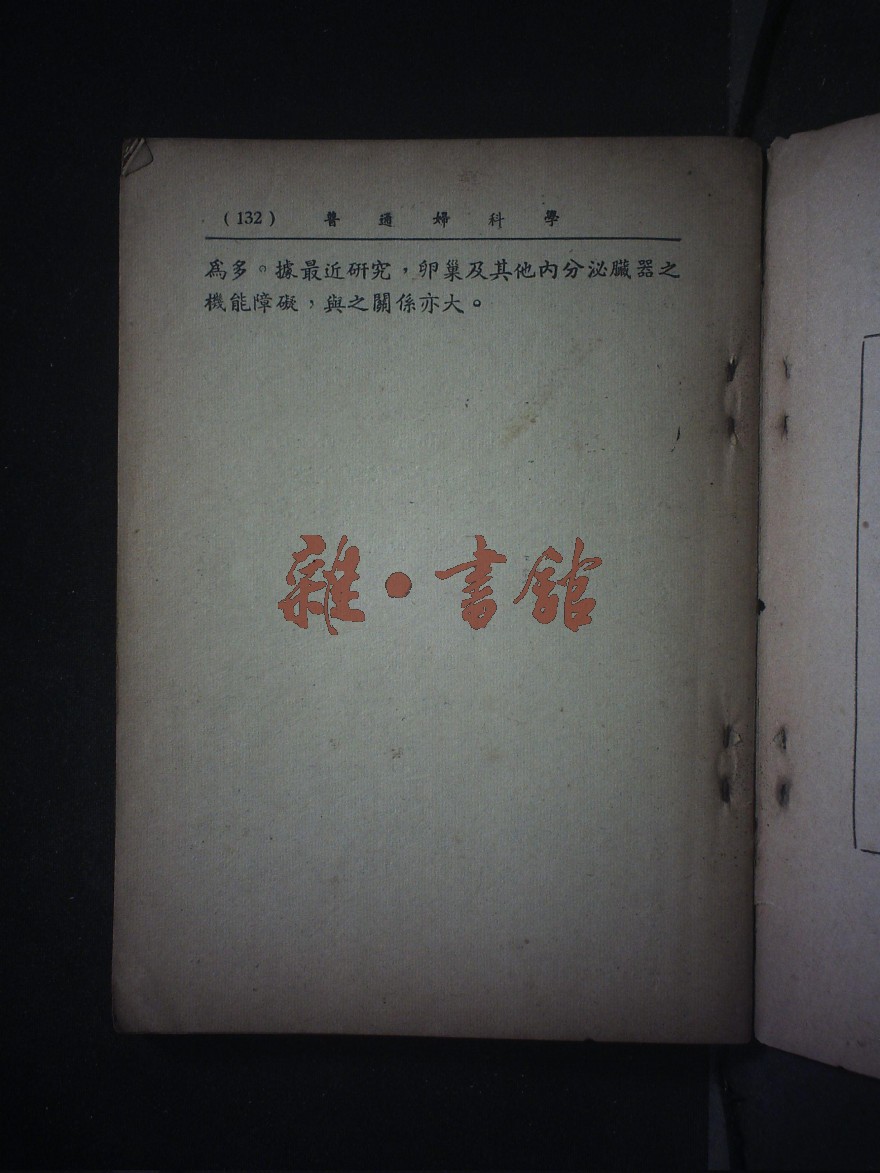 (132) 普通婦科學
爲多。據最近研究，卵巢及其他內分泌臟器之
機能障礙，與之關係亦大。
雜·書館